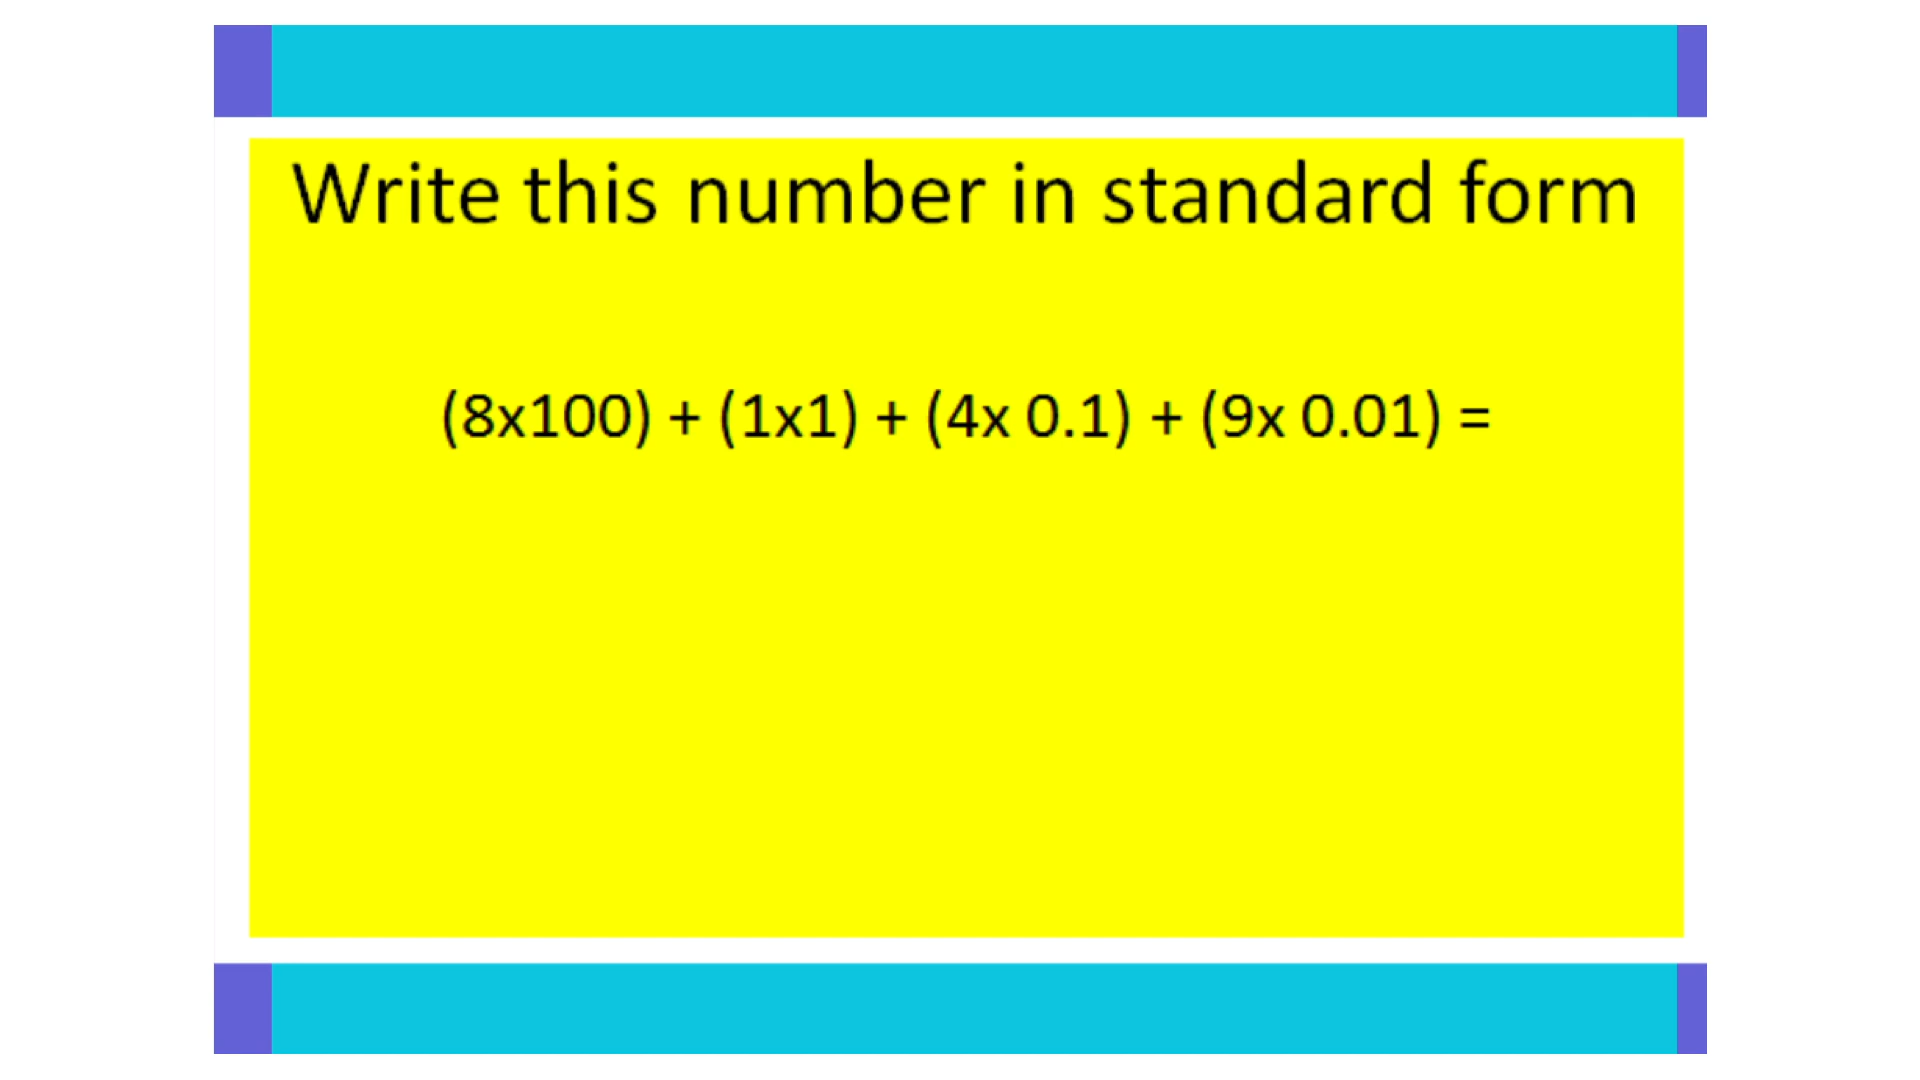 Write this number in standard form
(8x100) + (1x1) + (4x 0.1) + (9x 0.01) =